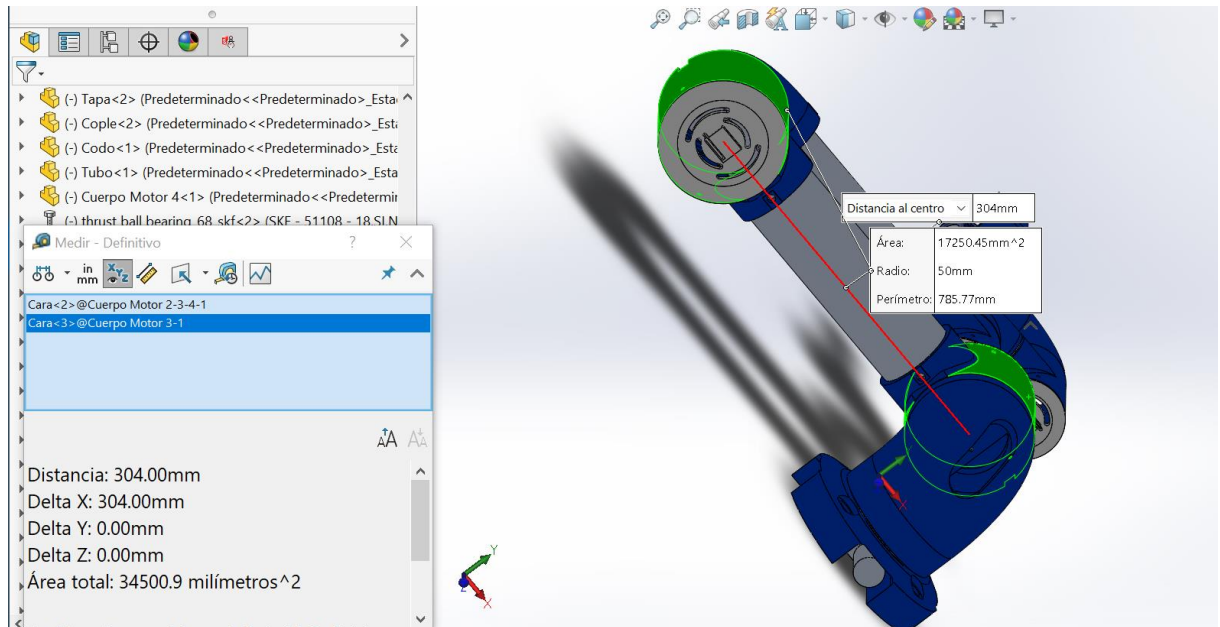 (-) Tapa<2> (Predeterminado<<Predeterminado>_Esta
(-) Cople<2> (Predeterminado<<Predeterminado>_Esta
(-) Codo<1> (Predeterminado<<Predeterminado>_Esta
(-) Tubo<1> (Predeterminado<<Predeterminado>_Esta
(-) Cuerpo Motor 4<1> (Predeterminado<<Predetermin
(-) thrust ball bearing_68_skf<2> (SKF - 51108 - 18,SI,N
Medir - Definitivo
in
mm
XYZ
Cara<2>@Cuerpo Motor 2-3-4-1
Cara<3>@Cuerpo Motor 3-1
Distancia: 304.00mm
Delta X: 304.00mm
Delta Y: 0.00mm
Delta Z: 0.00mm
Área total: 34500.9 milímetros^2
Distancia al centro 304mm
Área: 17250.45mm^2
Radio: 50mm
Perímetro: 785.77mm
X
Y
Z
X